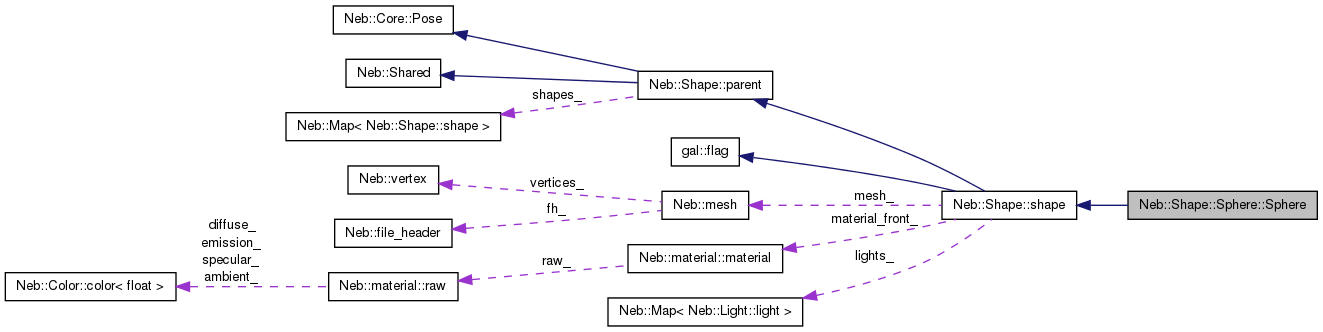 Neb::Core::Pose
Neb::Shared
Neb::Shape::parent
shapes_
Neb::Map< Neb::Shape::shape >
gal::flag
Neb::vertex
vertices_
mesh_
Neb::mesh
Neb::Shape::shape
Neb::Shape::Sphere::Sphere
fh_
material_front_
Neb::file_header
diffuse_
emission_
specular_
ambient_
lights_
raw_
Neb::material::material
Neb::Color::color< float >
Neb::material::raw
Neb::Map< Neb::Light::light >